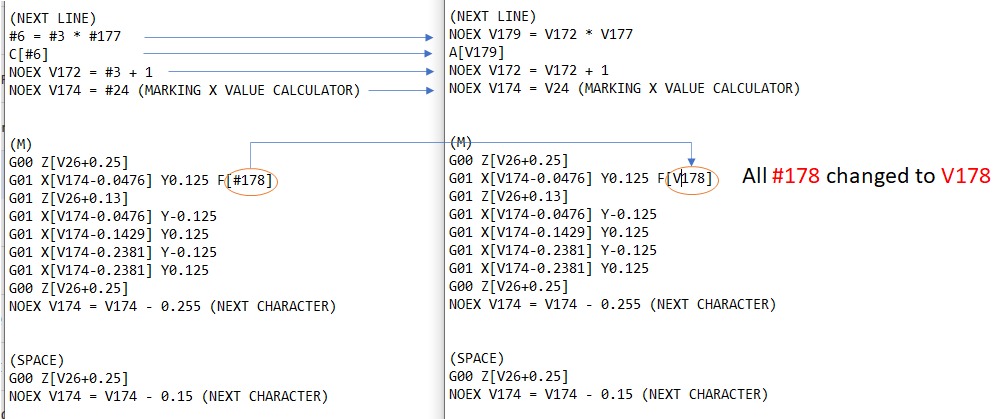 (NEXT LINE)
#6 = #3 * #177
C[#6]
NOEX V172 = #3 + 1
NOEX V174 = #24 (MARKING X VALUE CALCULATOR)
(M)
G00 Z[V26+0.25]
G01 X[V174-0.0476] Y0.125 F[#178]
G01 Z[V26+0.13]
G01 X[V174-0.0476] Y-0.125
G01 X[V174-0.1429] Y0.125
G01 X[V174-0.2381] Y-0.125
G01 X[V174-0.2381] Y0.125
G00 Z[V26+0.25]
NOEX V174 = V174 - 0.255 (NEXT CHARACTER)
(SPACE)
G00 Z[V26+0.25]
NOEX V174 = V174 - 0.15 (NEXT CHARACTER)
(NEXT LINE)
NOEX V179 = V172 * V177
A[V179]
NOEX V172 = V172 + 1
NOEX V174 = V24 (MARKING X VALUE CALCULATOR)
(M)
G00 Z[V26+0.25]
G01 X[V174-0.0476] Y0.125 F[V178]
G01 Z[V26+0.13]
G01 X[V174-0.0476] Y-0.125
G01 X[V174-0.1429] Y0.125
G01 X[V174-0.2381] Y-0.125
G01 X[V174-0.2381] Y0.125
G00 Z[V26+0.25]
NOEX V174 = V174 - 0.255 (NEXT CHARACTER)
(SPACE)
G00 Z[V26+0.25]
NOEX V174 = V174 - 0.15 (NEXT CHARACTER)
All #178 changed to V178